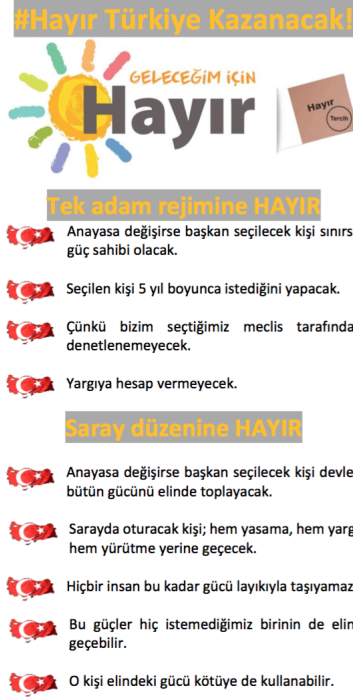 #Hayır Türkiye Kazanacak!
GELECEĞİM İÇİN
Hayır
Hayır
Tercih
Tek adam rejimine HAYIR
Anayasa değişirse başkan seçilecek kişi sınırs
güç sahibi olacak.
Seçilen kişi 5 yıl boyunca istediğini yapacak.
Çünkü bizim seçtiğimiz meclis tarafında
denetlenemeyecek.
Yargıya hesap vermeyecek.
Saray düzenine HAYIR
Anayasa değişirse başkan seçilecek kişi devle
bütün gücünü elinde toplayacak.
Sarayda oturacak kişi; hem yasama, hem yarg
hem yürütme yerine geçecek.
Hiçbir insan bu kadar gücü layıkıyla taşıyamaz
Bu güçler hiç istemediğimiz birinin de elin
geçebilir.
O kişi elindeki gücü kötüye de kullanabilir.